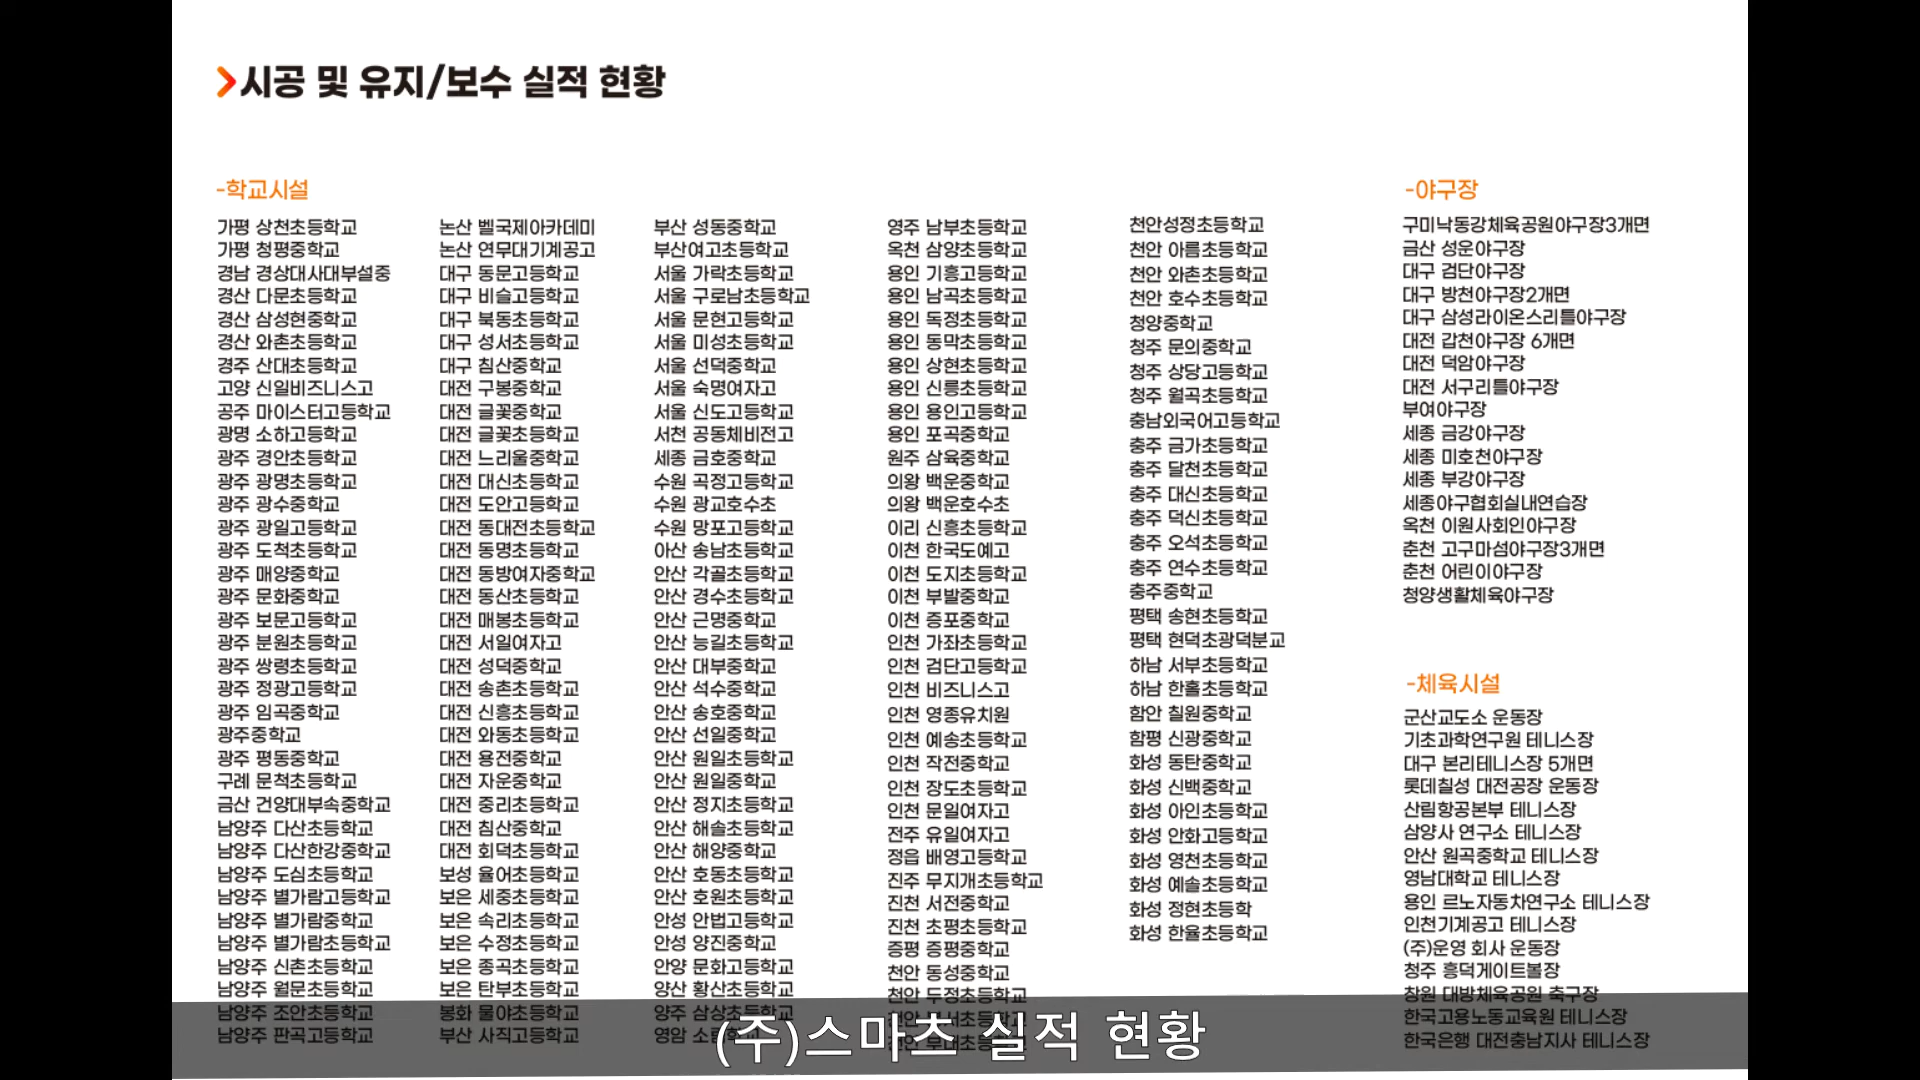 시공 및 유지/보수 실적 현황
-학교시설
가평 상천초등학교
가평 청평중학교
경남 경상대사대부설중
경산 다문초등학교
경산 삼성현중학교
경산 와촌초등학교
경주 산대초등학교
고양 신일비즈니스고
공주 마이스터고등학교
광명 소하고등학교
광주 경안초등학교
광주 광명초등학교
광주 광수중학교
광주 광일고등학교
광주 도척초등학교
광주 매양중학교
광주 문화중학교
광주 보문고등학교
광주 분원초등학교
광주 쌍령초등학교
광주 정광고등학교
광주 임곡중학교
광주중학교
광주 평동중학교
구례 문척초등학교
금산 건양대부속중학교
남양주 다산초등학교
남양주 다산한강중학교
남양주 도심초등학교
남양주 별가람고등학교
남양주 별가람중학교
남양주 별가람초등학교
남양주 신촌초등학교
남양주 월문초등학교
남양주 조안초등학교
남양주 판곡고등학교
논산 벨국제아카데미
논산 연무대기계공고
대구 동문고등학교
대구 비슬고등학교
대구 북동초등학교
대구 성서초등학교
대구 침산중학교
대전 구봉중학교
대전 글꽃중학교
대전 글꽃초등학교
대전 느리울중학교
대전 대신초등학교
대전 도안고등학교
대전 동대전초등학교
대전 동명초등학교
대전 동방여자중학교
대전 동산초등학교
대전 매봉초등학교
대전 서일여자고
대전 성덕중학교
대전 송촌초등학교
대전 신흥초등학교
대전 와동초등학교
대전 용전중학교
대전 자운중학교
대전 중리초등학교
대전 침산중학교
대전 회덕초등학교
보성 율어초등학교
보은 세중초등학교
보은 속리초등학교
보은 수정초등학교
보은 종곡초등학교
보은 탄부초등학교
봉화 물야초등학교
부산 사직고등학교
부산 성동중학교
부산여고초등학교
서울 가락초등학교
서울 구로남초등학교
서울 문현고등학교
서울 미성초등학교
서울 선덕중학교
서울 숙명여자고
서울 신도고등학교
서천 공동체비전고
세종 금호중학교
수원 곡정고등학교
수원 광교호수초
수원 망포고등학교
아산 송남초등학교
안산 각골초등학교
안산 경수초등학교
안산 근명중학교
안산 능길초등학교
안산 대부중학교
안산 석수중학교
안산 송호중학교
안산 선일중학교
안산 원일초등학교
안산 원일중학교
안산 정지초등학교
안산 해솔초등학교
안산 해양중학교
안산 호동초등학교
안산 호원초등학교
안성 안법고등학교
안성 양진중학교
안양 문화고등학교
양산 황산초등학교
양주 삼상초등학교
영암
영주 남부초등학교
옥천 삼양초등학교
용인 기흥고등학교
용인 남곡초등학교
용인 독정초등학교
용인 동막초등학교
용인 상현초등학교
용인 신릉초등학교
용인 용인고등학교
용인 포곡중학교
원주 삼육중학교
의왕 백운중학교
의왕 백운호수초
이리 신흥초등학교
이천 한국도예고
이천 도지초등학교
이천 부발중학교
이천 증포중학교
인천 가좌초등학교
인천 검단고등학교
인천 비즈니스고
인천 영종유치원
인천 예송초등학교
인천 작전중학교
인천 장도초등학교
인천 문일여자고
전주 유일여자고
정읍 배영고등학교
진주 무지개초등학교
진천 서전중학교
진천 초평초등학교
증평 증평중학교
천안 동성중학교
천안 두정초등학교
천안성정초등학교
천안 아름초등학교
천안 와촌초등학교
천안 호수초등학교
청양중학교
청주 문의중학교
청주 상당고등학교
청주 월곡초등학교
충남외국어고등학교
충주 금가초등학교
충주 달천초등학교
충주 대신초등학교
충주 덕신초등학교
충주 오석초등학교
충주 연수초등학교
충주중학교
평택 송현초등학교
평택 현덕초광덕분교
하남 서부초등학교
하남 한홀초등학교
함안 칠원중학교
함평 신광중학교
화성 동탄중학교
화성 신백중학교
화성 아인초등학교
화성 안화고등학교
화성 영천초등학교
화성 예솔초등학교
화성 정현초등학
화성 한율초등학교
-야구장
구미낙동강체육공원야구장3개면
금산 성운야구장
대구 검단야구장
대구 방천야구장2개면
대구 삼성라이온스리틀야구장
대전 갑천야구장 6개면
대전 덕암야구장
대전 서구리틀야구장
부여야구장
세종 금강야구장
세종 미호천야구장
세종 부강야구장
세종야구협회실내연습장
옥천 이원사회인야구장
춘천 고구마섬야구장3개면
춘천 어린이야구장
청양생활체육야구장
-체육시설
군산교도소 운동장
기초과학연구원 테니스장
대구 본리테니스장 5개면
롯데칠성 대전공장 운동장
산림항공본부 테니스장
삼양사 연구소 테니스장
안산 원곡중학교 테니스장
영남대학교 테니스장
용인 르노자동차연구소 테니스장
인천기계공고 테니스장
(주)운영 회사 운동장
청주 흥덕게이트볼장
창원 대방체육공원 축구장
한국고용노동교육원 테니스장
한국은행 대전충남지사 테니스장
(주)스마츠 실적 현황